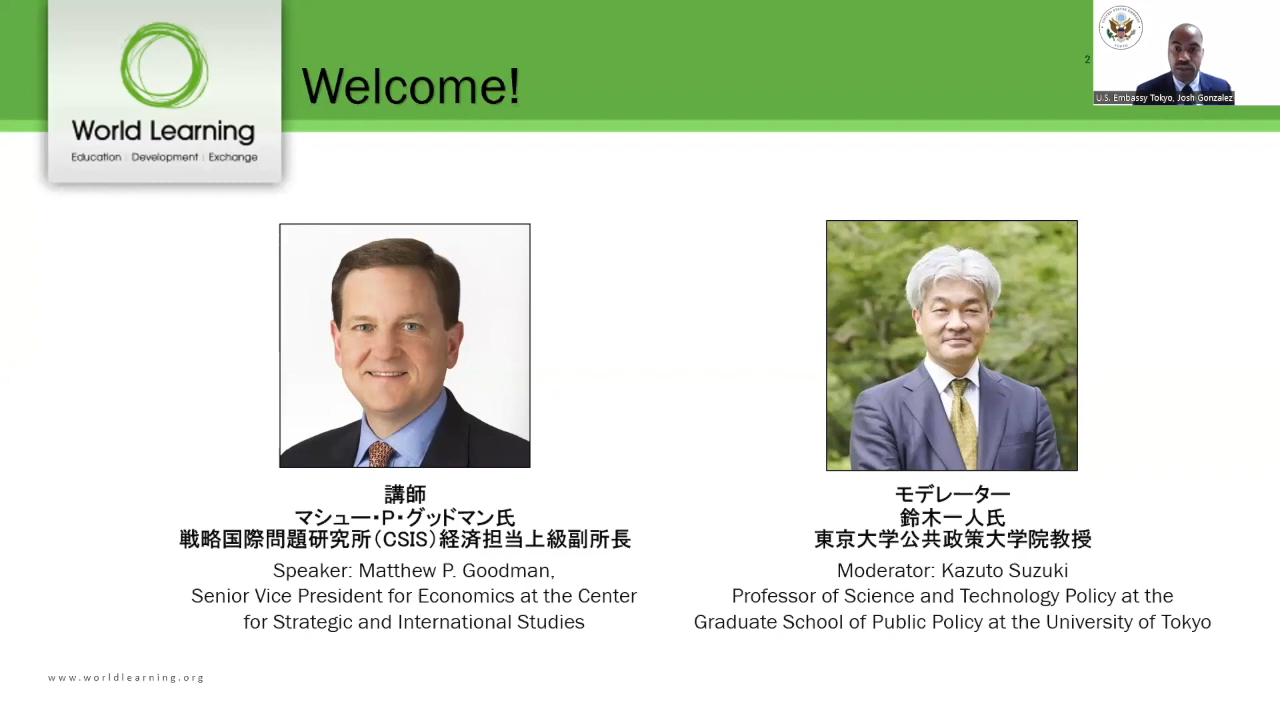 World Learning
Education | Development | Exchange
Welcome!
2
U.S. Embassy Tokyo, Josh Gonzalez
講師
マシュー・P・グッドマン氏
戦略国際問題研究所(CSIS)経済担当上級副所長
Speaker: Matthew P. Goodman,
Senior Vice President for Economics at the Center
for Strategic and International Studies
モデレーター
鈴木一人氏
東京大学公共政策大学院教授
Moderator: Kazuto Suzuki
Professor of Science and Technology Policy at the
Graduate School of Public Policy at the University of Tokyo
www.worldlearning.org